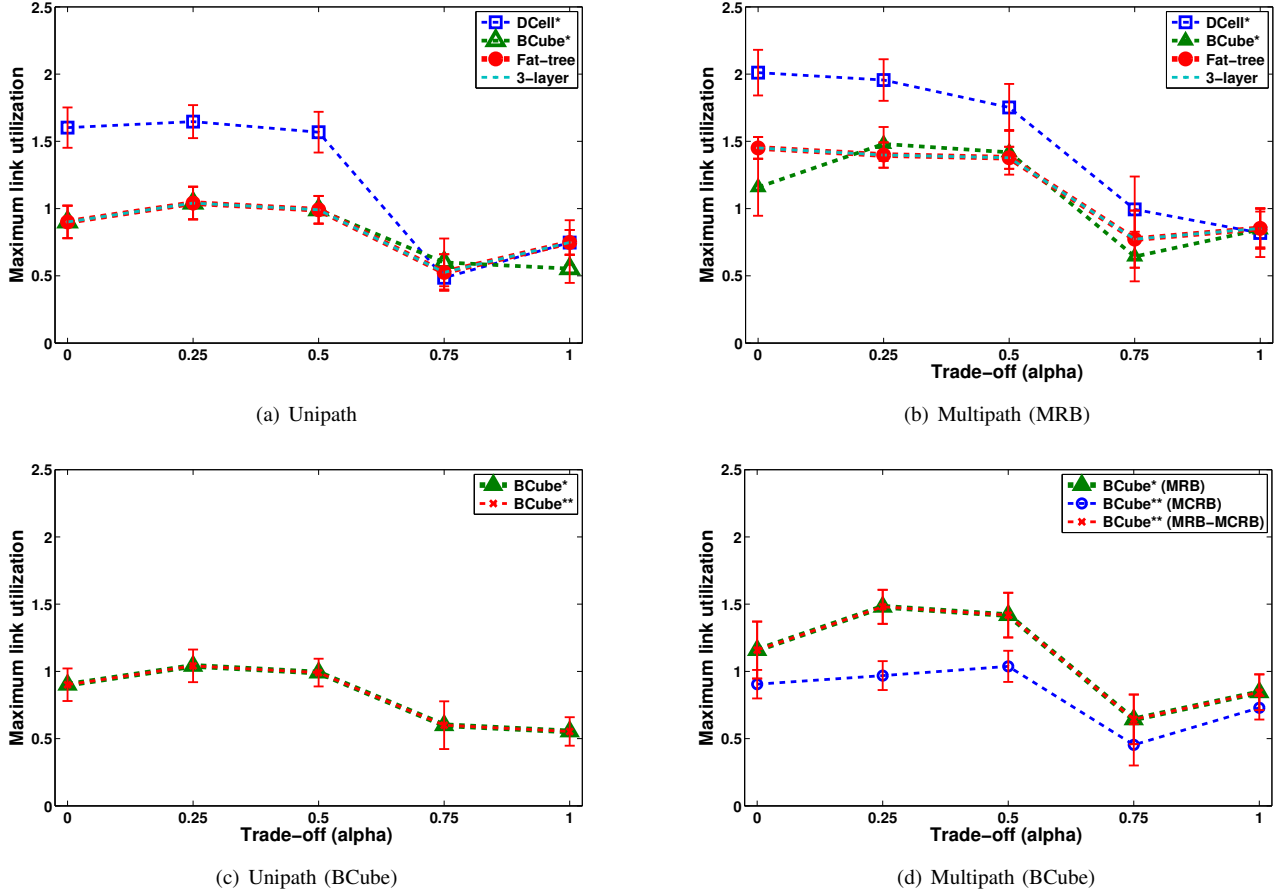 2.5
2
1.5
1
0.5
0
0
0.25
0.5
0.75
1
Maximum link utilization
DCell*
BCube*
Fat−tree
3−layer
(a) Unipath
2.5
2
1.5
1
0.5
0
0
0.25
0.5
0.75
1
Maximum link utilization
Trade−off (alpha)
DCell*
BCube*
Fat−tree
3−layer
(b) Multipath (MRB)
2.5
2
1.5
1
0.5
0
0
0.25
0.5
0.75
1
Maximum link utilization
Trade−off (alpha)
BCube*
BCube**
(c) Unipath (BCube)
2.5
2
1.5
1
0.5
0
0
0.25
0.5
0.75
1
Maximum link utilization
Trade−off (alpha)
BCube* (MRB)
BCube** (MCRB)
BCube** (MRB−MCRB)
(d) Multipath (BCube)